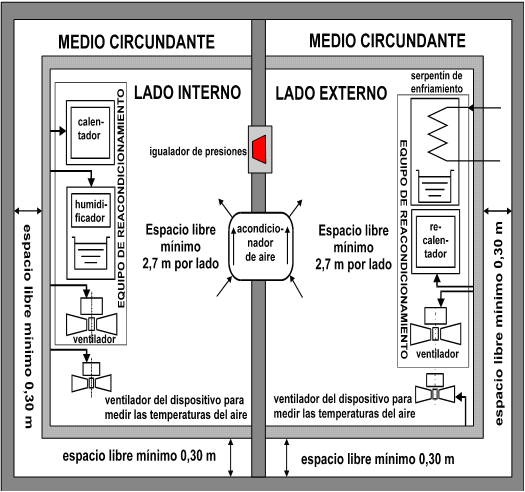 MEDIO CIRCUNDANTE
MEDIO CIRCUNDANTE
LADO INTERNO
LADO EXTERNO
serpentín de
enfriamiento
calen-
tador
EQUIPO DE REACONDICIONAMIENTO
igualador de presiones
EQUIPO DE REACONDICIONAMIENTO
humidi-
ficador
Espacio libre
mínimo
2,7 m por lado
acondicio-
nador
de aire
Espacio libre
mínimo
2,7 m por lado
re-
calen-
tador
espacio libre mínimo 0,30 m
espacio libre mínimo 0,30 m
ventilador
ventilador
ventilador del dispositivo para
medir las temperaturas del aire
ventilador del dispositivo para
medir las temperaturas del aire
espacio libre mínimo 0,30 m
espacio libre mínimo 0,30 m